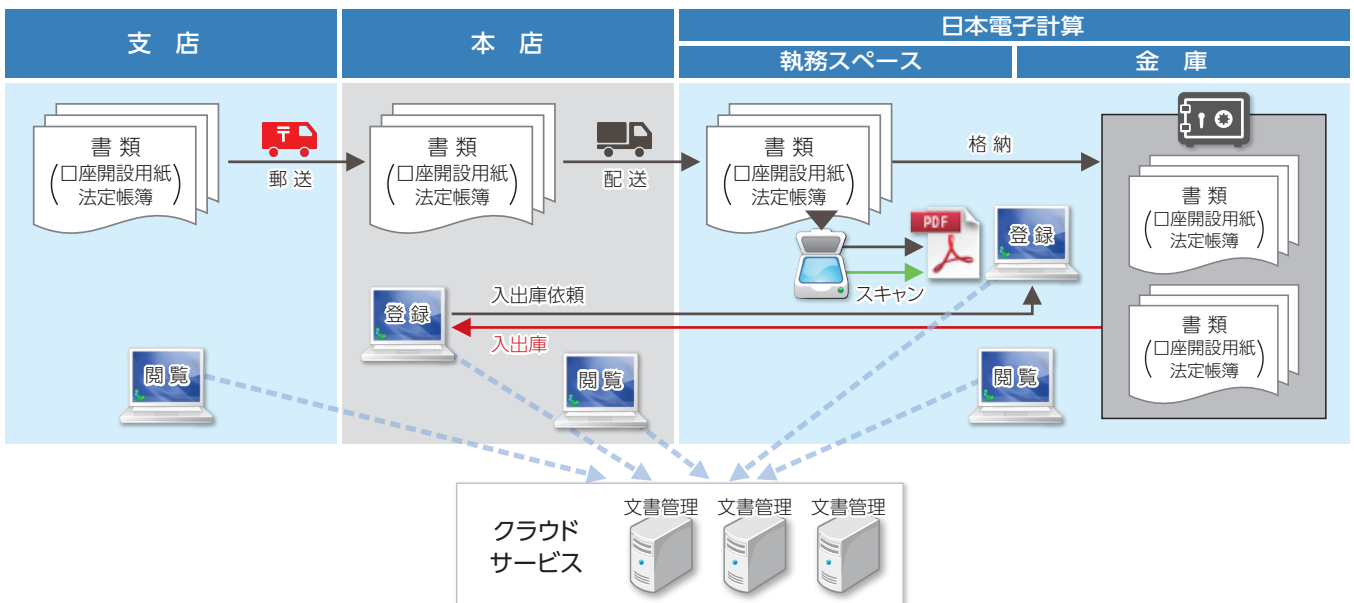 支 店
本 店
日本電子計算
執務スペース
金 庫
書 類
(口座開設用紙
法定帳簿)
〒
郵 送
書 類
(口座開設用紙
法定帳簿)
配 送
書 類
(口座開設用紙
法定帳簿)
格 納
書 類
(口座開設用紙
法定帳簿)
PDF
登 録
スキャン
入出庫依頼
登 録
入出庫
書 類
(口座開設用紙
法定帳簿)
閲 覧
閲 覧
閲 覧
クラウド
サービス
文書管理
文書管理
文書管理